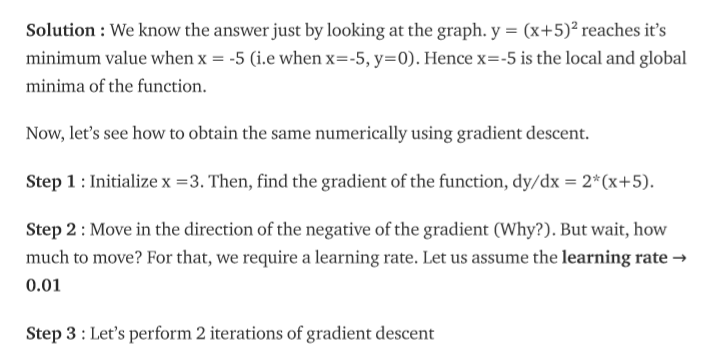 Solution : We know the answer just by looking at the graph. y = (x+5)² reaches it’s
minimum value when x = -5 (i.e when x=-5, y=0). Hence x=-5 is the local and global
minima of the function.
Now, let’s see how to obtain the same numerically using gradient descent.
Step 1 : Initialize x =3. Then, find the gradient of the function, dy/dx = 2*(x+5).
Step 2 : Move in the direction of the negative of the gradient (Why?). But wait, how
much to move? For that, we require a learning rate. Let us assume the learning rate →
0.01
Step 3 : Let’s perform 2 iterations of gradient descent